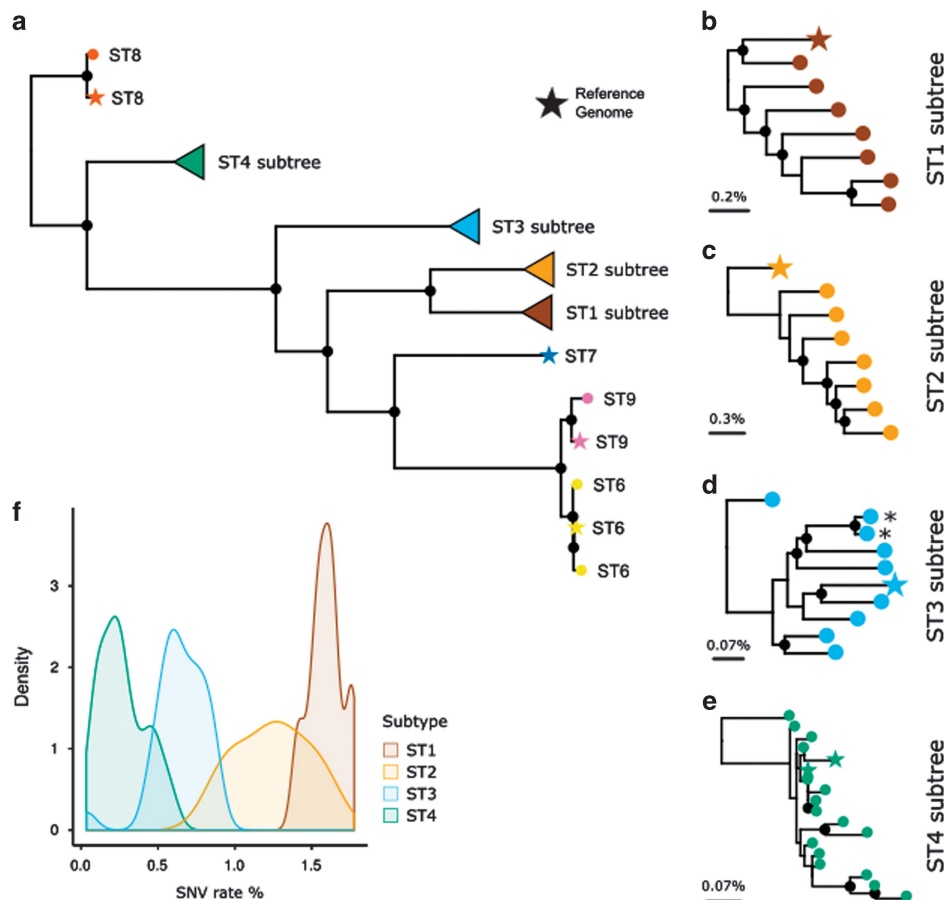 a
ST8
ST8
Reference
Genome
ST4 subtree
ST3 subtree
ST2 subtree
ST1 subtree
ST7
ST9
ST9
ST6
ST6
ST6
b
0.2%
ST1 subtree
c
0.3%
ST2 subtree
d
*
*
0.07%
ST3 subtree
e
0.07%
ST4 subtree
f
Density
3
2
1
0
0.0
0.5
1.0
1.5
SNV rate %
Subtype
ST1
ST2
ST3
ST4